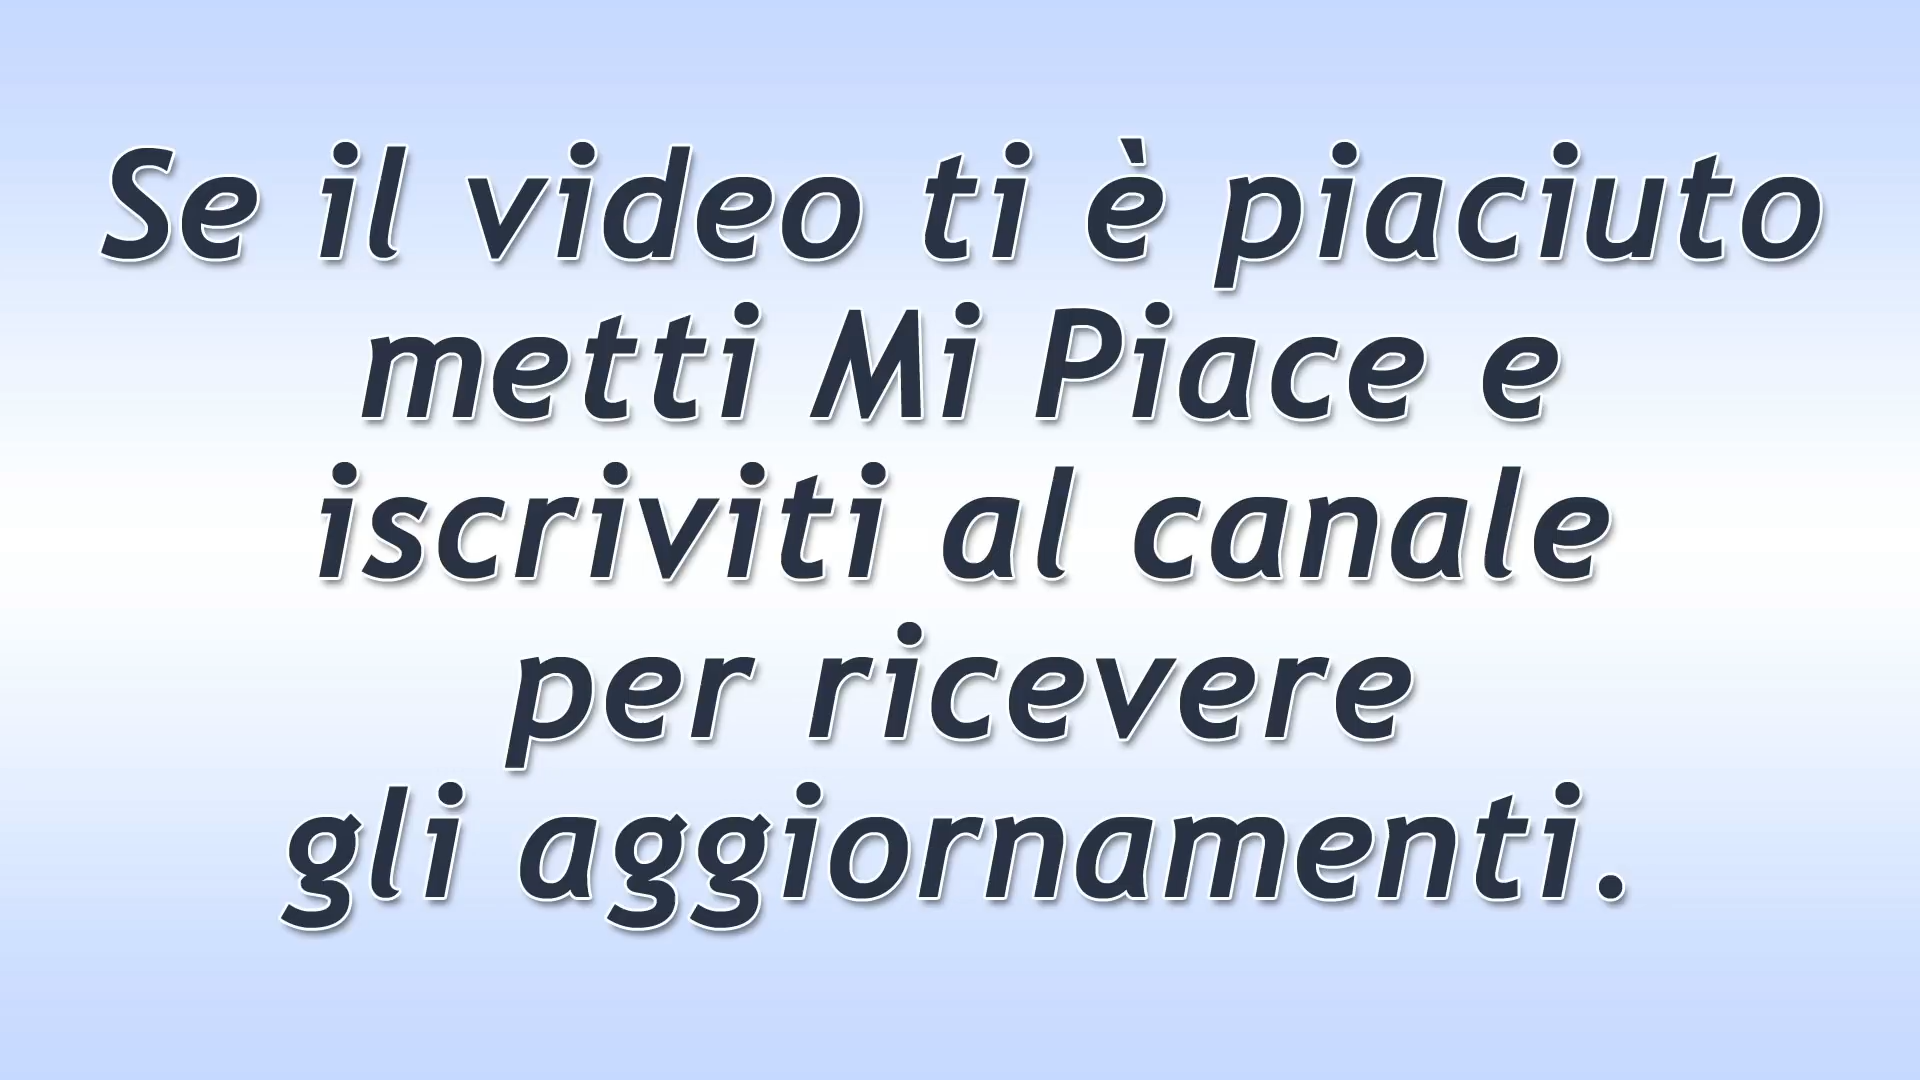 Se il video ti è piaciuto
metti Mi Piace e
iscriviti al canale
per ricevere
gli aggiornamenti.